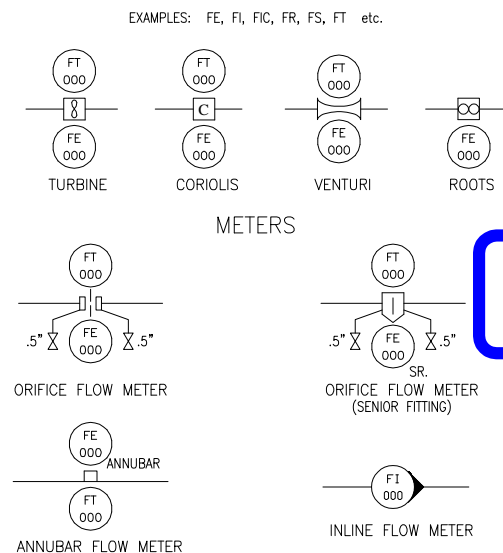 EXAMPLES: FE, FI, FIC, FR, FS, FT etc.
FT
000
FT
000
FT
000
C
FE
000
FE
000
FE
000
FE
000
TURBINE
CORIOLIS
VENTURI
ROOTS
METERS
FT
000
FT
000
.5"
FE
000
.5"
.5"
FE
000
.5"
SR.
ORIFICE FLOW METER
ORIFICE FLOW METER
(SENIOR FITTING)
FE
000
ANNUBAR
FT
000
FI
000
ANNUBAR FLOW METER
INLINE FLOW METER